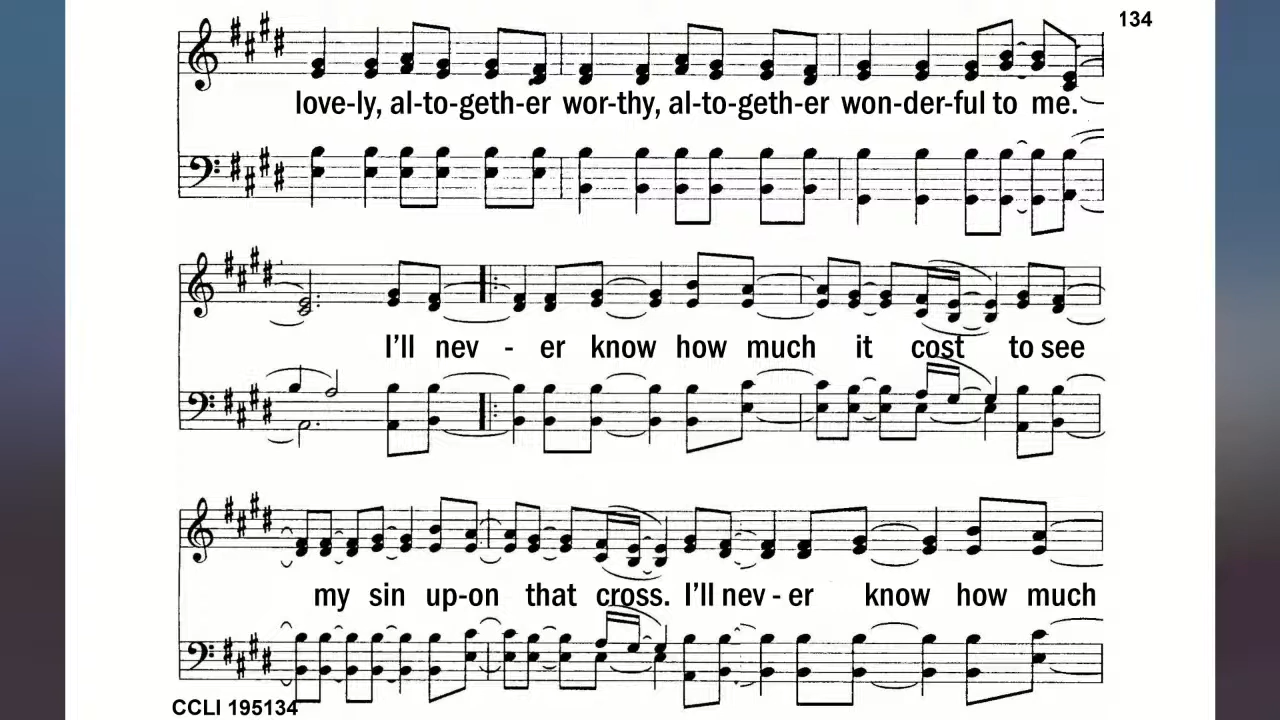 134
love-ly, al-to-geth-er wor-thy, al-to-geth-er won-der-ful to me.
I’ll nev - er know how much it cost to see
my sin up-on that cross. I’ll nev - er know how much
CCLI 195134